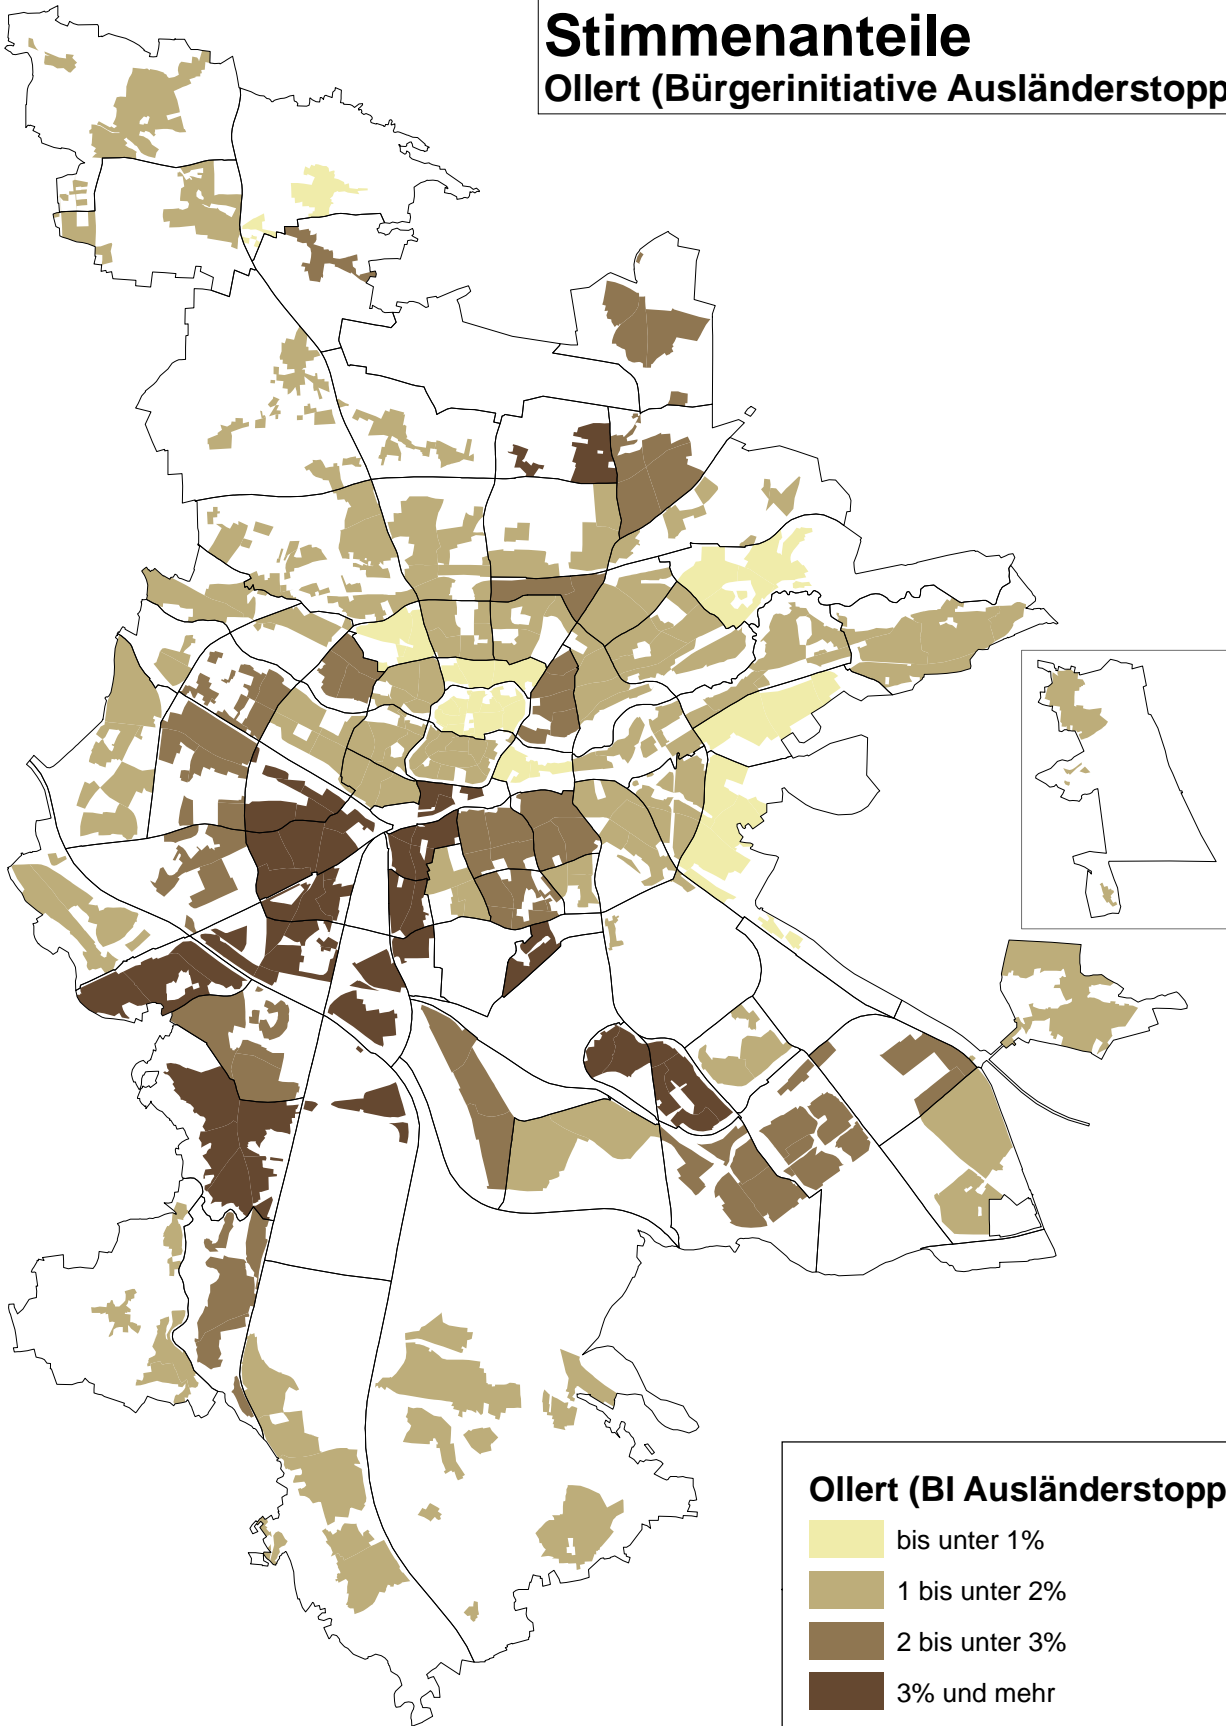 Stimmenanteile
Ollert (Bürgerinitiative Ausländerstopp
Ollert (BI Ausländerstopp
bis unter 1%
1 bis unter 2%
2 bis unter 3%
3% und mehr